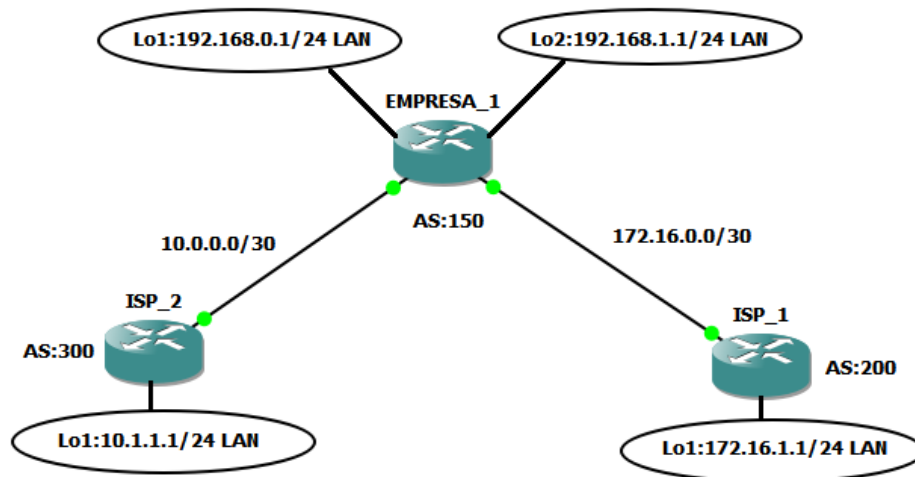 Lo1:192.168.0.1/24 LAN
Lo2:192.168.1.1/24 LAN
EMPRESA_1
AS:150
10.0.0.0/30
172.16.0.0/30
ISP_2
ISP_1
AS:300
AS:200
Lo1:10.1.1.1/24 LAN
Lo1:172.16.1.1/24 LAN